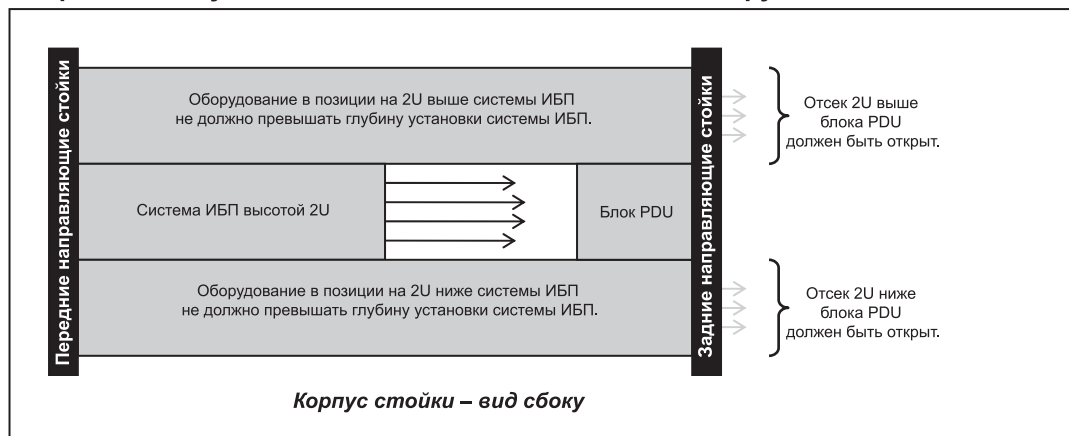 Передние направляющие стойки
Оборудование в позиции на 2U выше системы ИБП
не должно превышать глубину установки системы ИБП.
Система ИБП высотой 2U
Блок PDU
Оборудование в позиции на 2U ниже системы ИБП
не должно превышать глубину установки системы ИБП.
Задние направляющие стойки
Отсек 2U выше
блока PDU
должен быть открыт.
Отсек 2U ниже
блока PDU
должен быть открыт.
Корпус стойки – вид сбоку